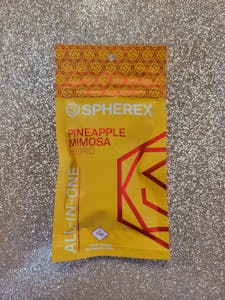 SPHEREX
PINEAPPLE
MIMOSA
HYBRID
ALL-IN-ONE